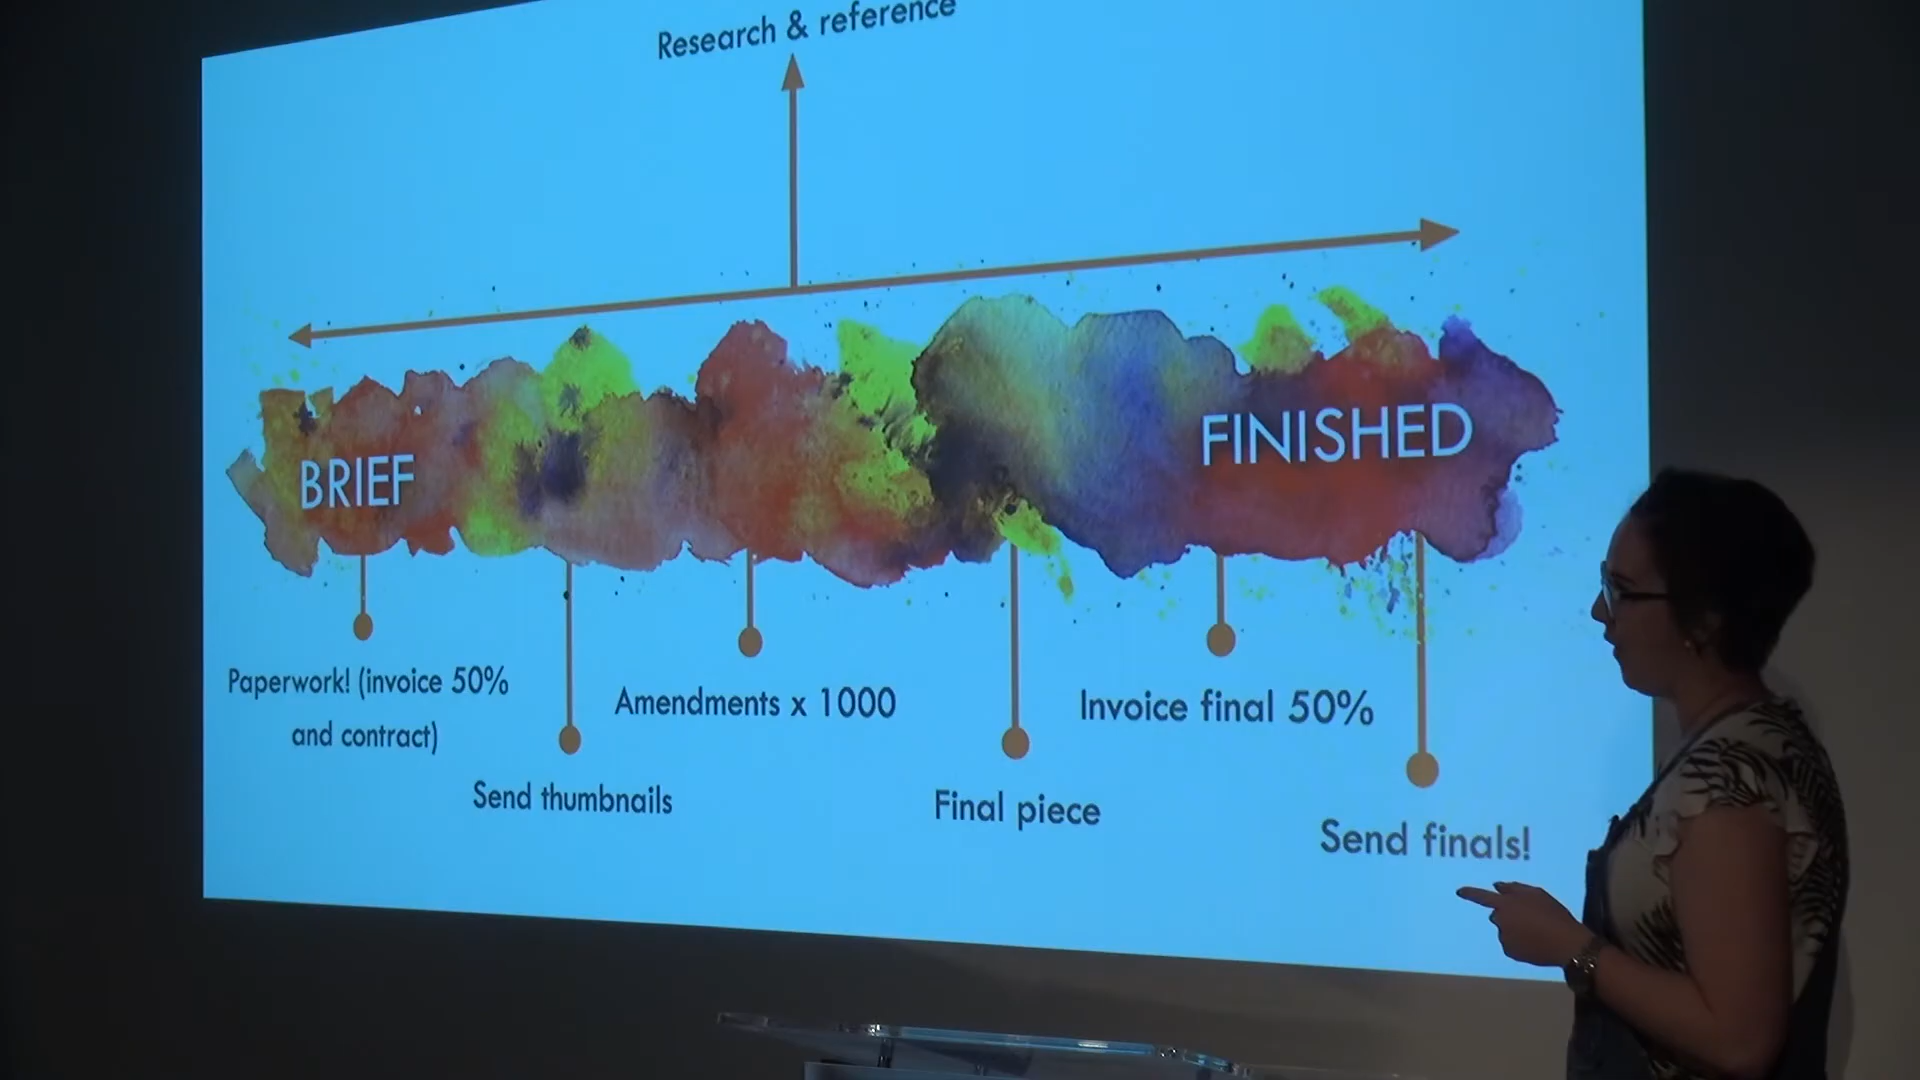 Research & reference
BRIEF
FINISHED
Paperwork! (invoice 50%
and contract)
Send thumbnails
Amendments x 1000
Final piece
Invoice final 50%
Send finals!